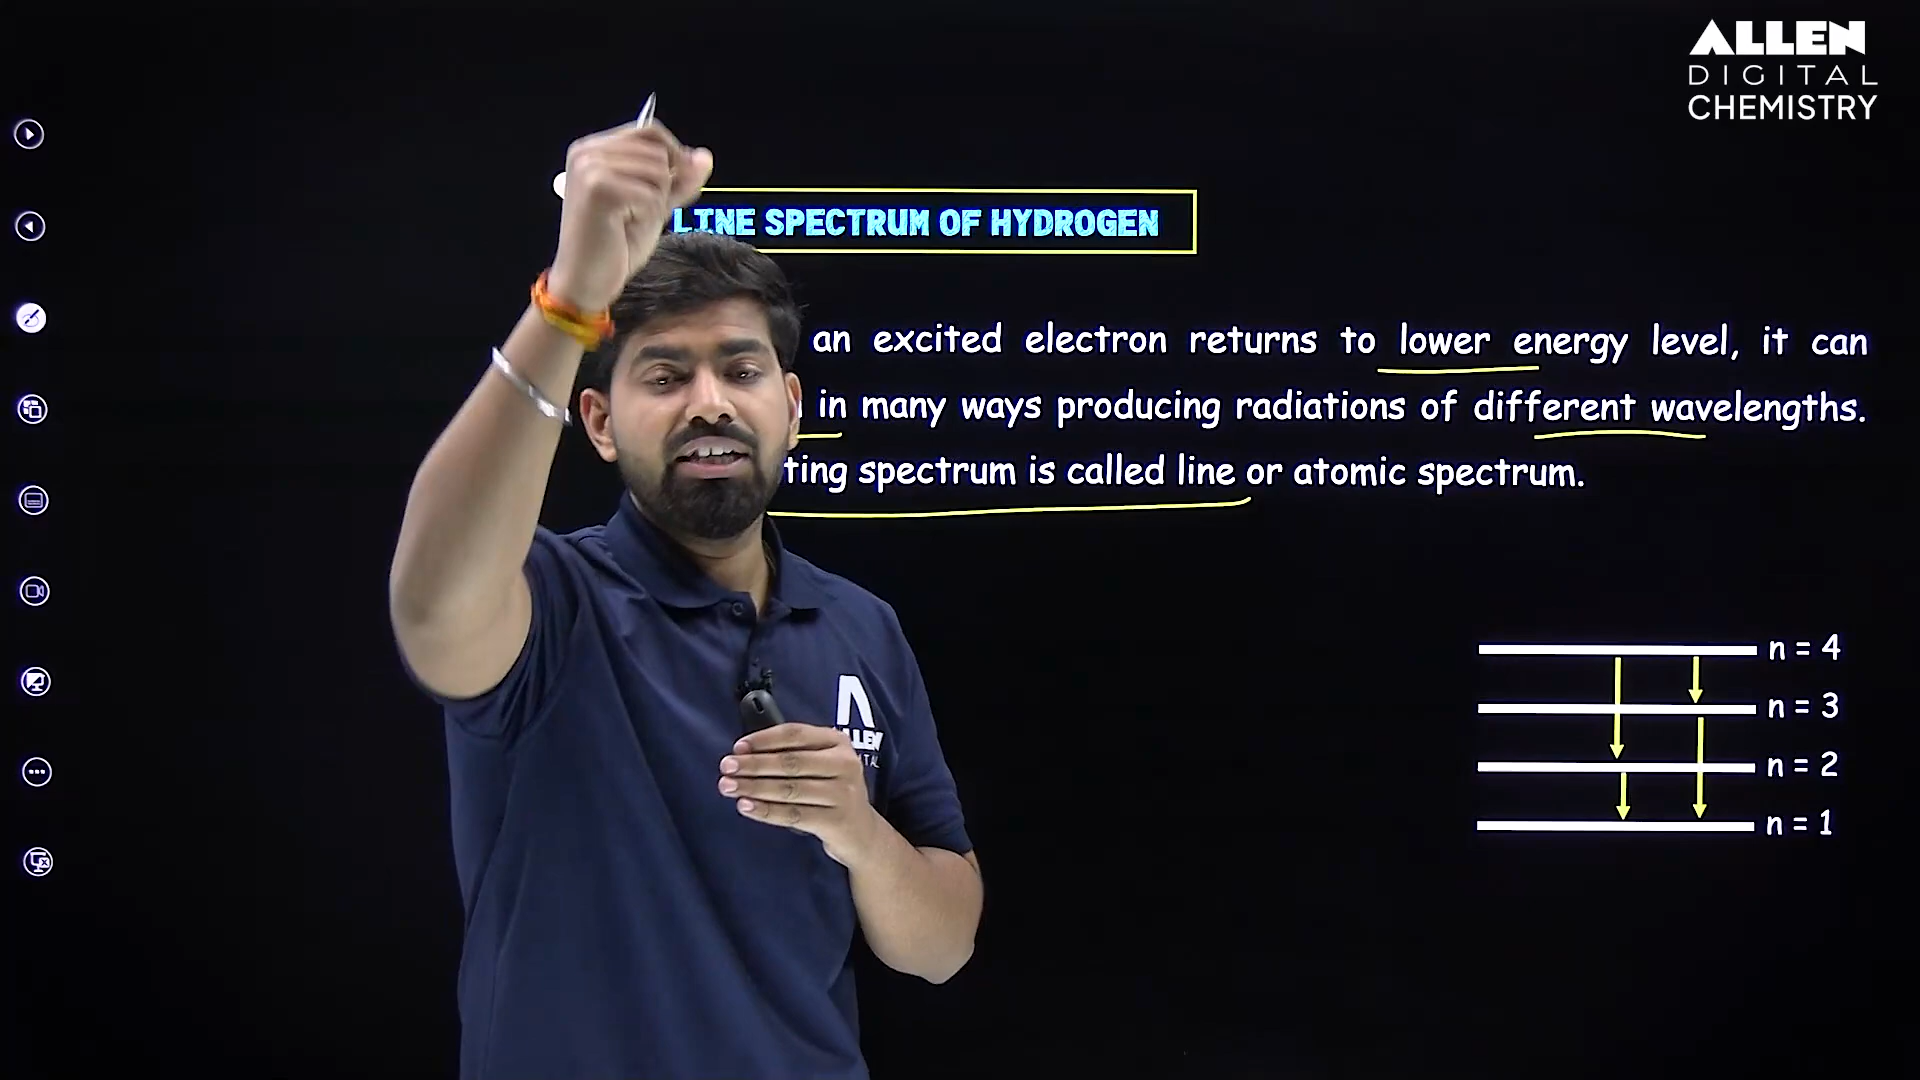 ALLEN
DIGITAL
CHEMISTRY
LINE SPECTRUM OF HYDROGEN
an excited electron returns to lower energy level, it can
in many ways producing radiations of different wavelengths.
spectrum is called line or atomic spectrum.
n = 4
n = 3
n = 2
n = 1